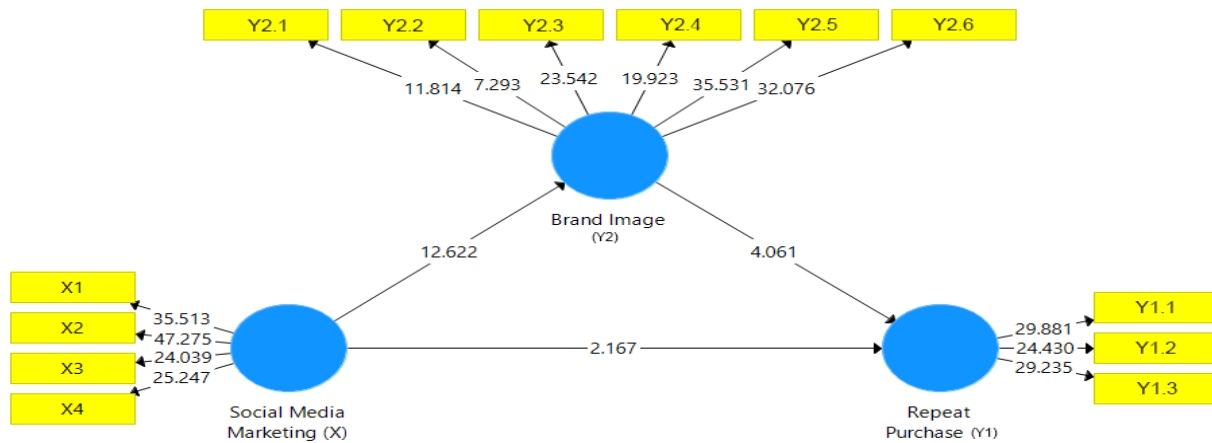 Y2.1 Y2.2 Y2.3 Y2.4 Y2.5 Y2.6
11.814 7.293 23.542 19.923 35.531 32.076
Brand Image
(Y2)
12.622 4.061
X1
X2
X3
X4
35.513
47.275
24.039
25.247
2.167
Y1.1
Y1.2
Y1.3
29.881
24.430
29.235
Social Media
Marketing (X)
Repeat
Purchase (Y1)